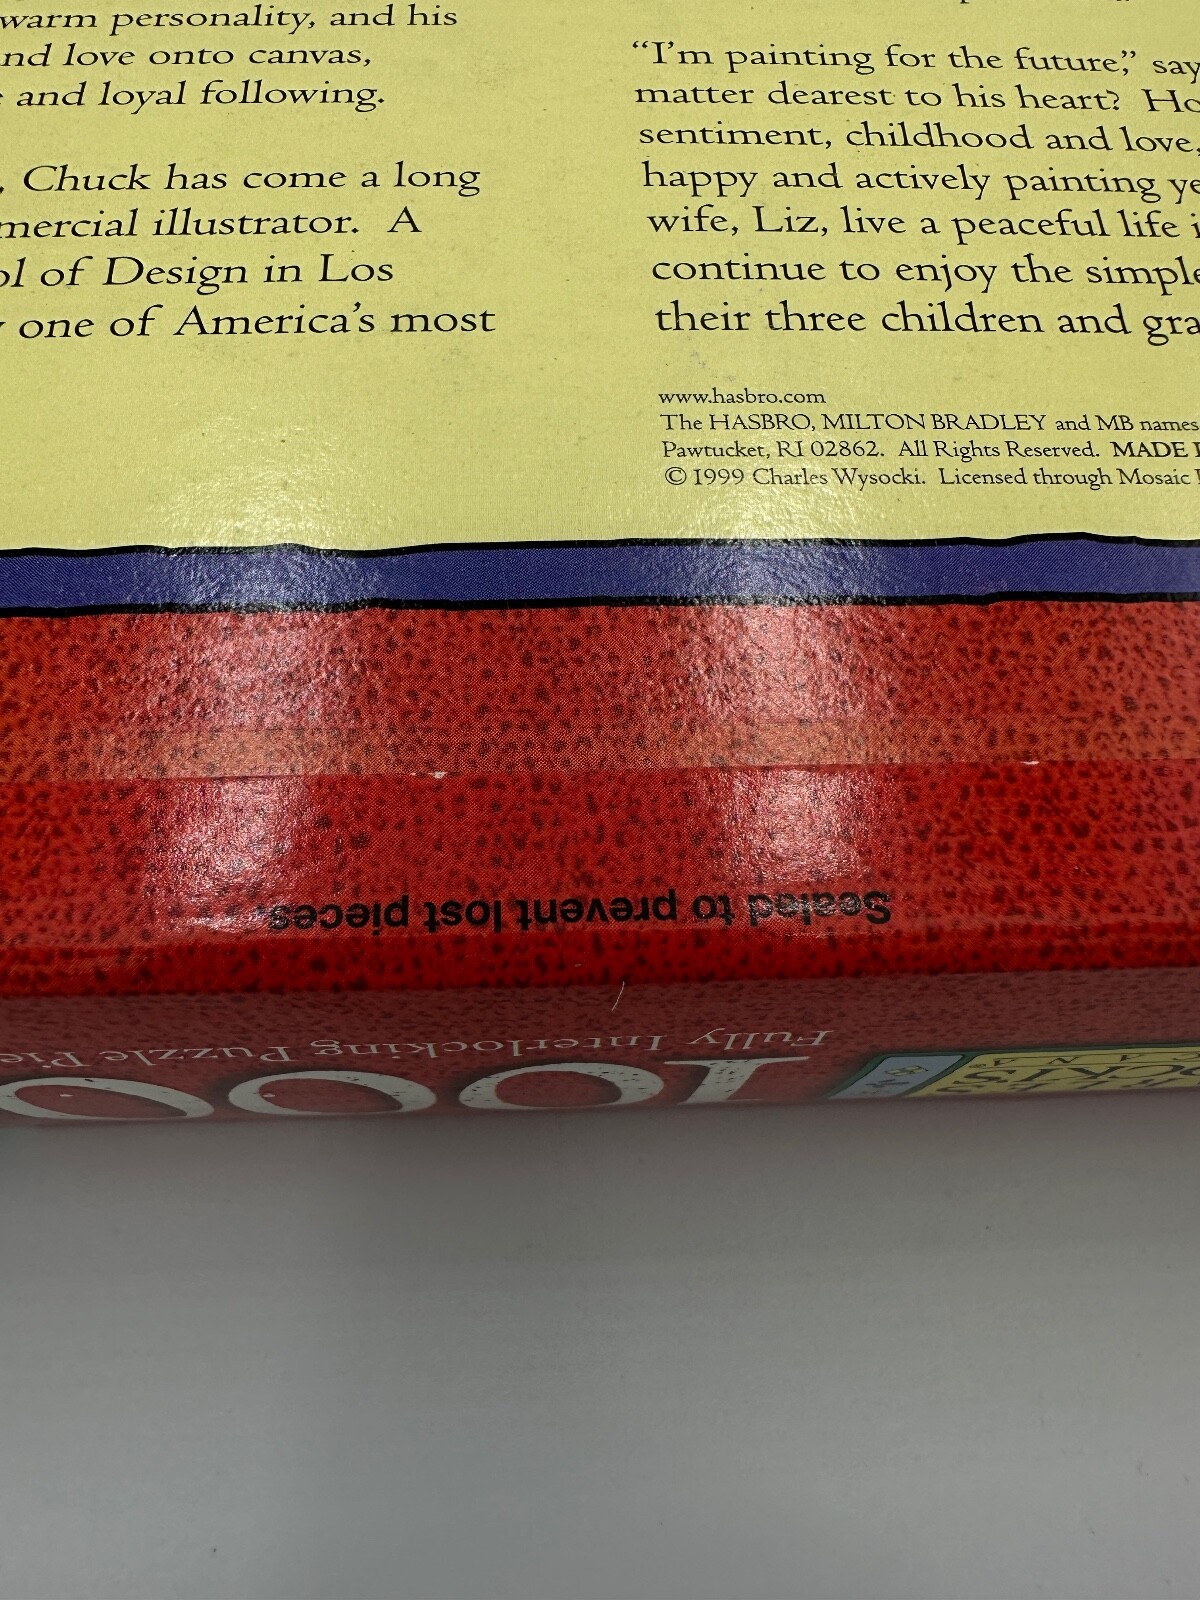 warm personality, and his
nd love onto canvas,
and loyal following.
, Chuck has come a long
mercial illustrator. A
ol of Design in Los
one of America's most
"I'm painting for the future," say
matter dearest to his heart? Ho
sentiment, childhood and love,
happy and actively painting ye
wife, Liz, live a peaceful life i
continue to enjoy the simple
their three children and gra
www.hasbro.com
The HASBRO, MILTON BRADLEY and MB names
Pawtucket, RI 02862. All Rights Reserved. MADE I
© 1999 Charles Wysocki. Licensed through Mosaic
Sealed to prevent lost pieces.
Fully Interlocking Puzzle Pie
1000